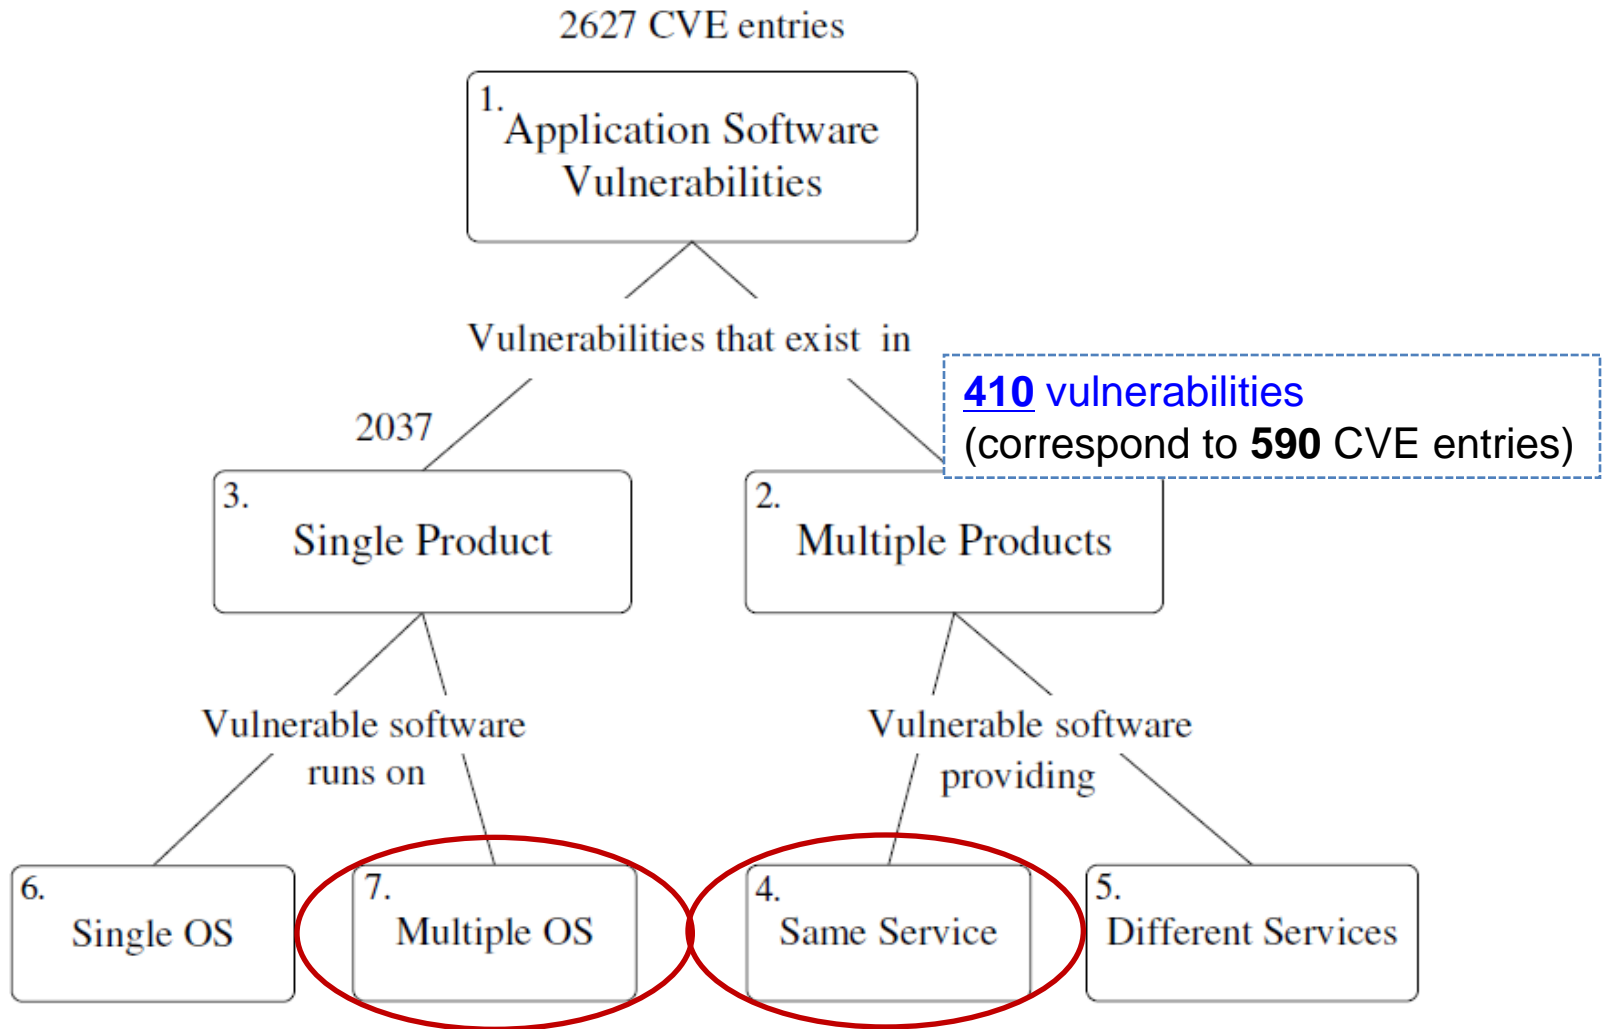 2627 CVE entries
1.
Application Software
Vulnerabilities
Vulnerabilities that exist in
410 vulnerabilities
(correspond to 590 CVE entries)
2037
3.
Single Product
2.
Multiple Products
Vulnerable software
runs on
Vulnerable software
providing
6.
Single OS
7.
Multiple OS
4.
Same Service
5.
Different Services